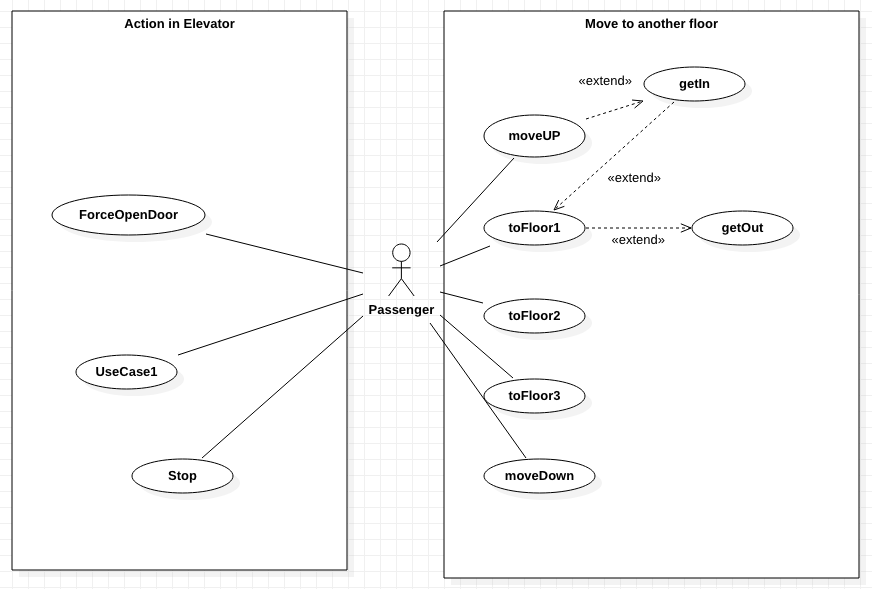 Action in Elevator
Move to another floor
«extend»
getIn
moveUP
«extend»
ForceOpenDoor
toFloor1
getOut
«extend»
Passenger
toFloor2
UseCase1
toFloor3
Stop
moveDown